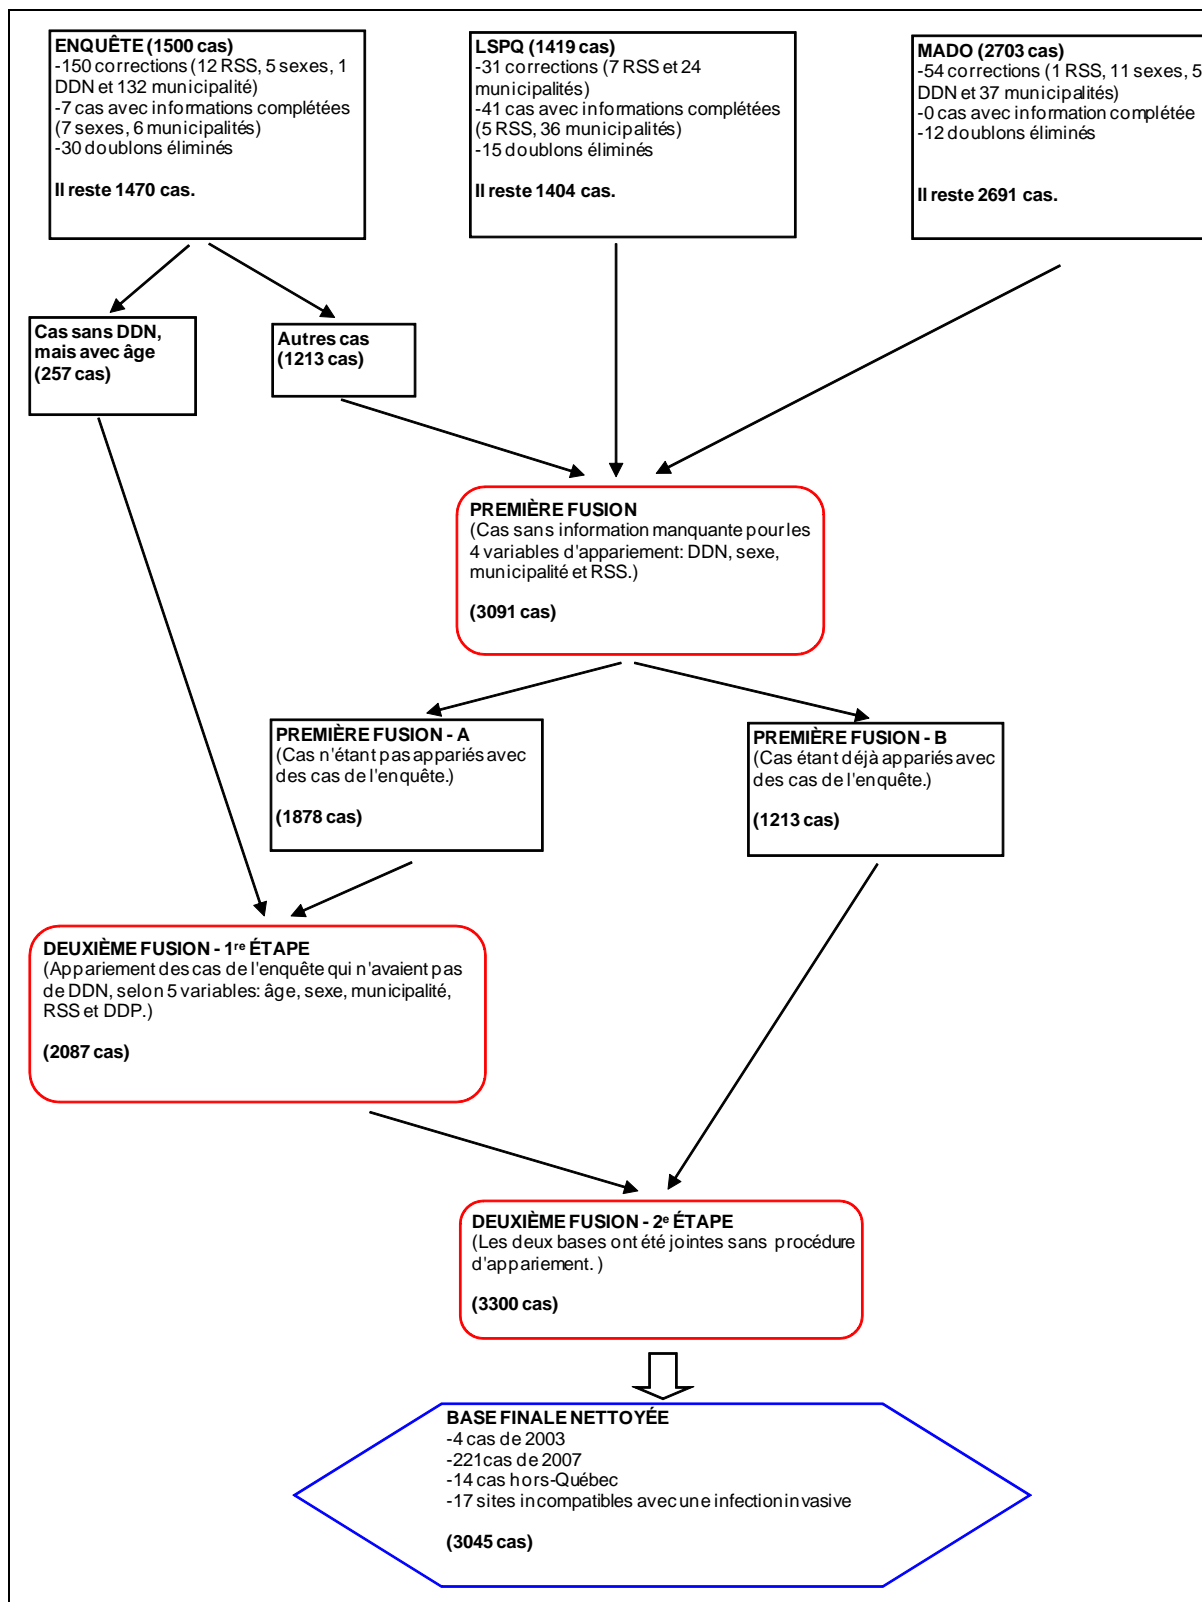 ENQUÊTE (1500 cas)
-150 corrections (12 RSS, 5 sexes, 1
DDN et 132 municipalité)
-7 cas avec informations complétées
(7 sexes, 6 municipalités)
-30 doublons éliminés
Il reste 1470 cas.
LSPQ (1419 cas)
-31 corrections (7 RSS et 24
municipalités)
-41 cas avec informations complétées
(5 RSS, 36 municipalités)
-15 doublons éliminés
Il reste 1404 cas.
MADO (2703 cas)
-54 corrections (1 RSS, 11 sexes, 5
DDN et 37 municipalités)
-0 cas avec information complétée
-12 doublons éliminés
Il reste 2691 cas.
Cas sans DDN,
mais avec âge
(257 cas)
Autres cas
(1213 cas)
PREMIÈRE FUSION
(Cas sans information manquante pour les
4 variables d'appariement: DDN, sexe,
municipalité et RSS.)
(3091 cas)
PREMIÈRE FUSION - A
(Cas n'étant pas appariés avec
des cas de l'enquête.)
(1878 cas)
PREMIÈRE FUSION - B
(Cas étant déjà appariés avec
des cas de l'enquête.)
(1213 cas)
DEUXIÈME FUSION - 1re ÉTAPE
(Appariement des cas de l'enquête qui n'avaient pas
de DDN, selon 5 variables: âge, sexe, municipalité,
RSS et DDP.)
(2087 cas)
DEUXIÈME FUSION - 2e ÉTAPE
(Les deux bases ont été jointes sans procédure
d'appariement. )
(3300 cas)
BASE FINALE NETTOYÉE
-4 cas de 2003
-221cas de 2007
-14 cas hors-Québec
-17 sites incompatibles avec une infection invasive
(3045 cas)